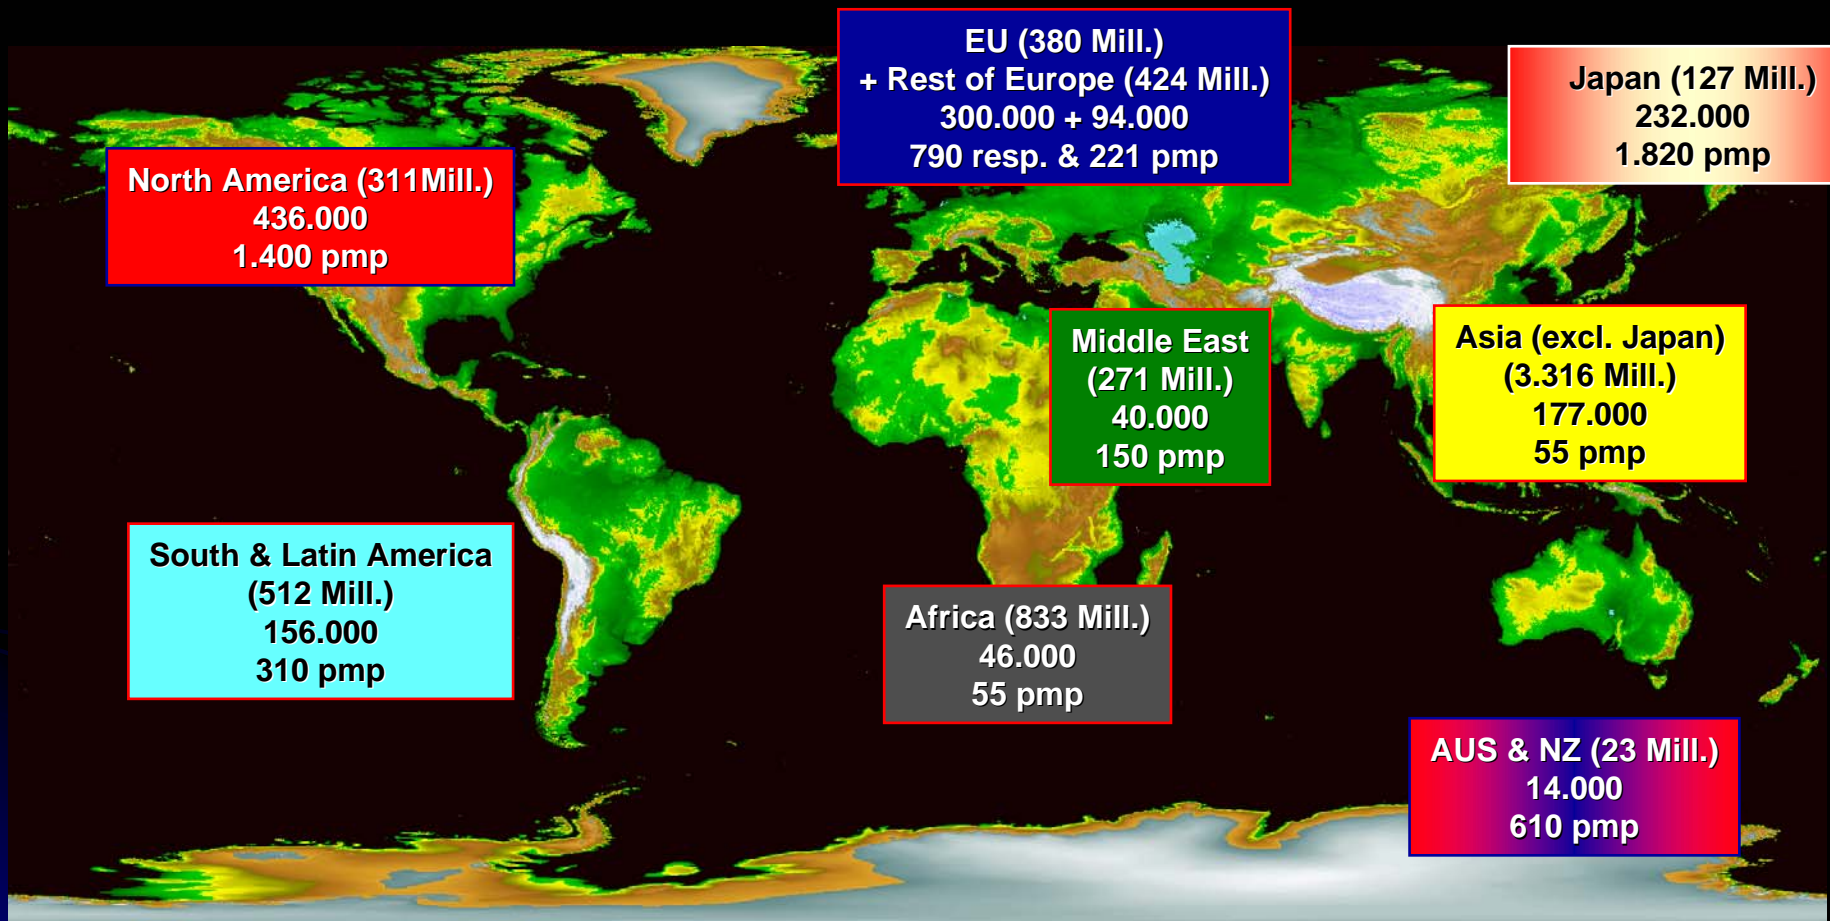 EU (380 Mill.)
+ Rest of Europe (424 Mill.)
300.000 + 94.000
790 resp. & 221 pmp
Japan (127 Mill.)
232.000
1.820 pmp
North America (311Mill.)
436.000
1.400 pmp
Middle East
(271 Mill.)
40.000
150 pmp
Asia (excl. Japan)
(3.316 Mill.)
177.000
55 pmp
South & Latin America
(512 Mill.)
156.000
310 pmp
Africa (833 Mill.)
46.000
55 pmp
AUS & NZ (23 Mill.)
14.000
610 pmp